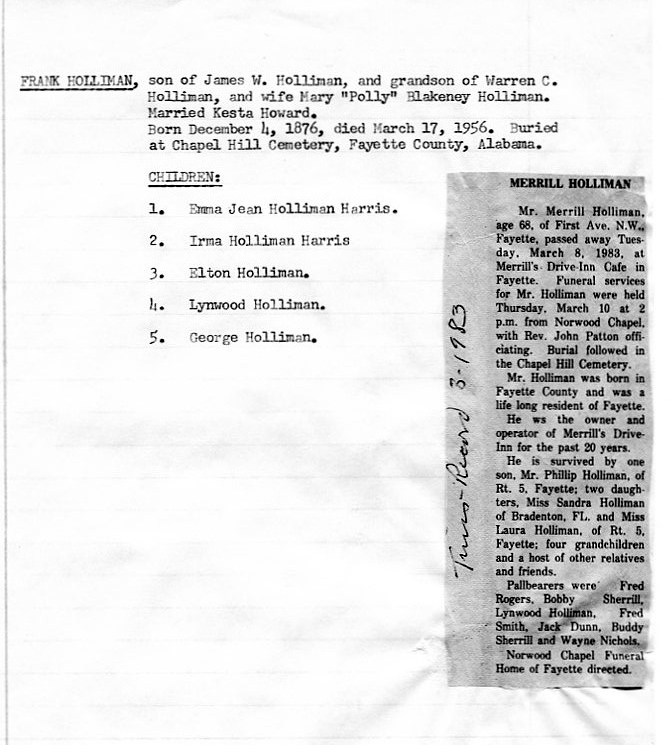 FRANK HOLLIMAN, son of James W. Holliman, and grandson of Warren C.
Holliman, and wife Mary "Polly" Blakeney Holliman.
Married Kesta Howard.
Born December 4, 1876, died March 17, 1956. Buried
at Chapel Hill Cemetery, Fayette County, Alabama.
CHILDREN:
1. Emma Jean Holliman Harris.
2. Irma Holliman Harris
3. Elton Holliman.
4. Lynwood Holliman.
5. George Holliman.
Times-Record 3-1983
MERRILL HOLLIMAN
Mr. Merrill Holliman,
age 68, of First Ave. N.W.,
Fayette, passed away Tues-
day, March 8, 1983, at
Merrill's Drive-Inn Cafe in
Fayette. Funeral services
for Mr. Holliman were held
Thursday, March 10 at 2
p.m. from Norwood Chapel,
with Rev. John Patton offi-
ciating. Burial followed in
the Chapel Hill Cemetery.
Mr. Holliman was born in
Fayette County and was a
life long resident of Fayette.
He ws the owner and
operator of Merrill's Drive-
Inn for the past 20 years.
He is survived by one
son, Mr. Phillip Holliman, of
Rt. 5, Fayette; two daugh-
ters, Miss Sandra Holliman
of Bradenton, FL. and Miss
Laura Holliman, of Rt. 5,
Fayette; four grandchildren
and a host of other relatives
and friends.
Pallbearers were Fred
Rogers, Bobby Sherrill,
Lynwood Holliman, Fred
Smith, Jack Dunn, Buddy
Sherrill and Wayne Nichols.
Norwood Chapel Funeral
Home of Fayette directed.